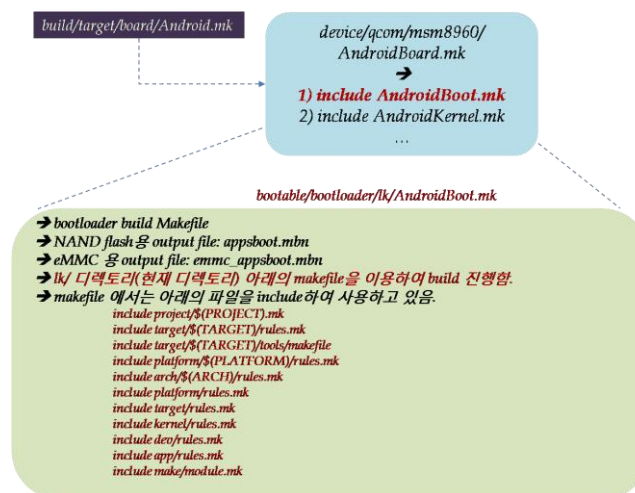 build/target/board/Android.mk
device/qcom/msm8960/
AndroidBoard.mk
➔
1) include AndroidBoot.mk
2) include AndroidKernel.mk
…
bootable/bootloader/lk/AndroidBoot.mk
➔ bootloader build Makefile
➔ NAND flash용 output file: appsboot.mbn
➔ eMMC 용 output file: emmc_appsboot.mbn
➔ lk/ 디렉토리(현재 디렉토리) 아래의 makefile을 이용하여 build 진행함.
➔ makefile 에서는 아래의 파일을 include하여 사용하고 있음.
include project/$(PROJECT).mk
include target/$(TARGET)/rules.mk
include target/$(TARGET)/tools/makefile
include platform/$(PLATFORM)/rules.mk
include arch/$(ARCH)/rules.mk
include platform/rules.mk
include target/rules.mk
include kernel/rules.mk
include dev/rules.mk
include app/rules.mk
include make/module.mk